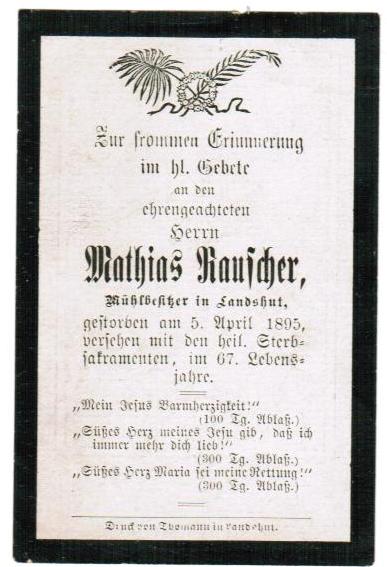 Zur frommen Erinnerung
im hl. Gebete
an den
ehrengeachteten
Herrn
Mathias Rauscher,
Mühlbesitzer in Landshut,
gestorben am 5. April 1895,
versehen mit den heil. Sterb-
sakramenten, im 67. Lebens-
jahre.
„Mein Jesus Barmherzigkeit!“
(100 Tg. Ablaß.)
„Süßes Herz meines Jesu gib, daß ich
immer mehr dich lieb!“
(300 Tg. Ablaß.)
„Süßes Herz Maria sei meine Rettung!“
(300 Tg. Ablaß.)
Druck von Thomann in Landshut.